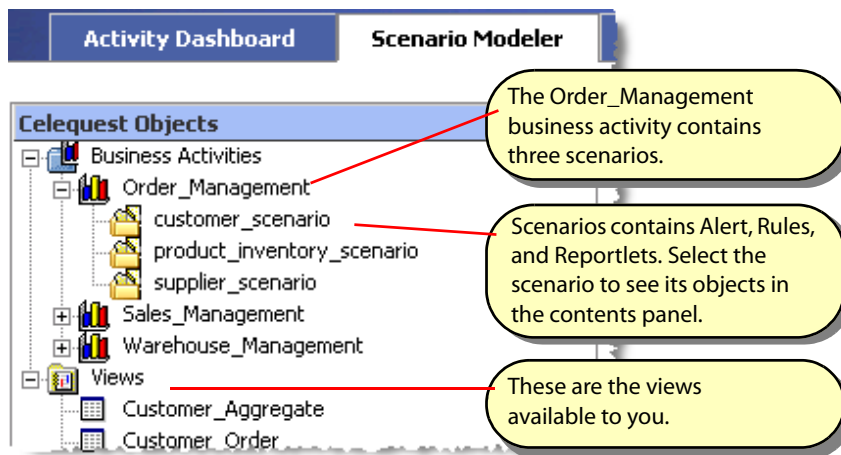 Activity Dashboard
Scenario Modeler
Celequest Objects
Business Activities
Order_Management
customer_scenario
product_inventory_scenario
supplier_scenario
Sales_Management
Warehouse_Management
Views
Customer_Aggregate
Customer_Order
The Order_Management
business activity contains
three scenarios.
Scenarios contains Alert, Rules,
and Reportlets. Select the
scenario to see its objects in
the contents panel.
These are the views
available to you.